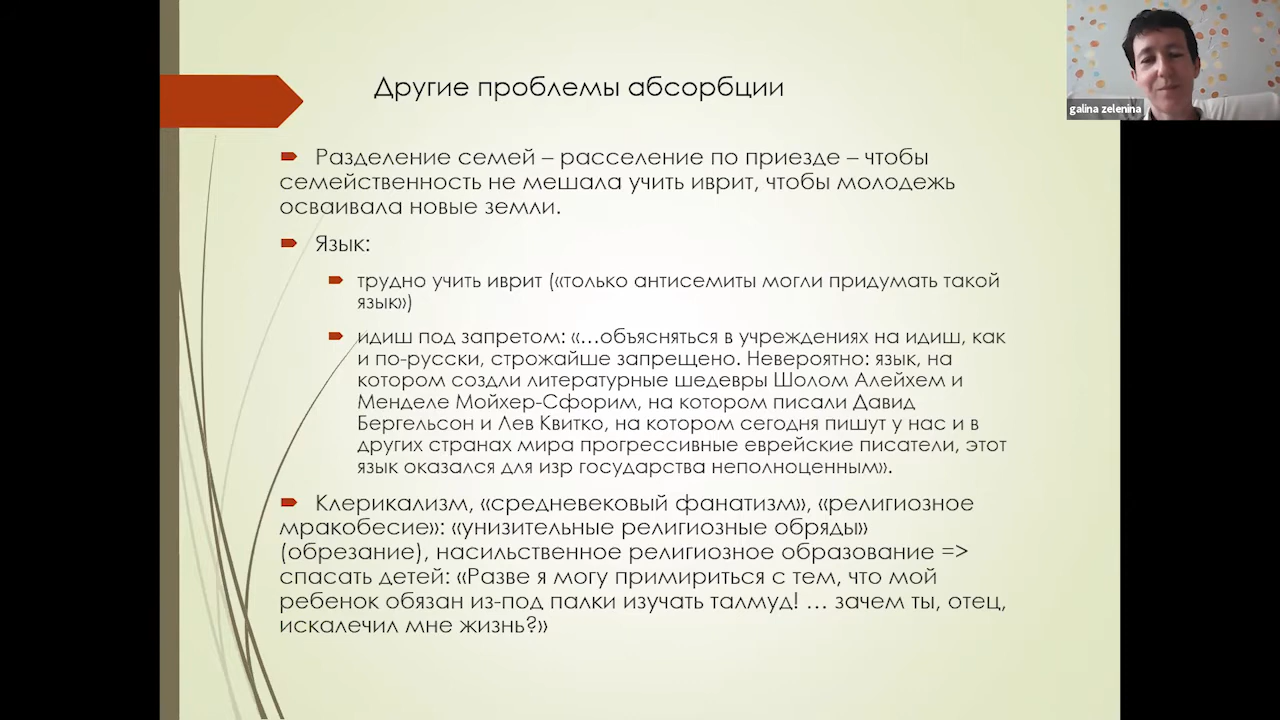 Другие проблемы абсорбции
galina zelenina
Разделение семей – расселение по приезде – чтобы
семейственность не мешала учить иврит, чтобы молодежь
осваивала новые земли.
Язык:
трудно учить иврит («только антисемиты могли придумать такой
язык»)
идиш под запретом: «…объясняться в учреждениях на идиш, как
и по-русски, строжайше запрещено. Невероятно: язык, на
котором создли литературные шедевры Шолом Алейхем и
Менделе Мойхер-Сфорим, на котором писали Давид
Бергельсон и Лев Квитко, на котором сегодня пишут у нас и в
других странах мира прогрессивные еврейские писатели, этот
язык оказался для изр государства неполноценным».
Клерикализм, «средневековый фанатизм», «религиозное
мракобесие»: «унизительные религиозные обряды»
(обрезание), насильственное религиозное образование =>
спасать детей: «Разве я могу примириться с тем, что мой
ребенок обязан из-под палки изучать талмуд! … зачем ты, отец,
искалечил мне жизнь?»